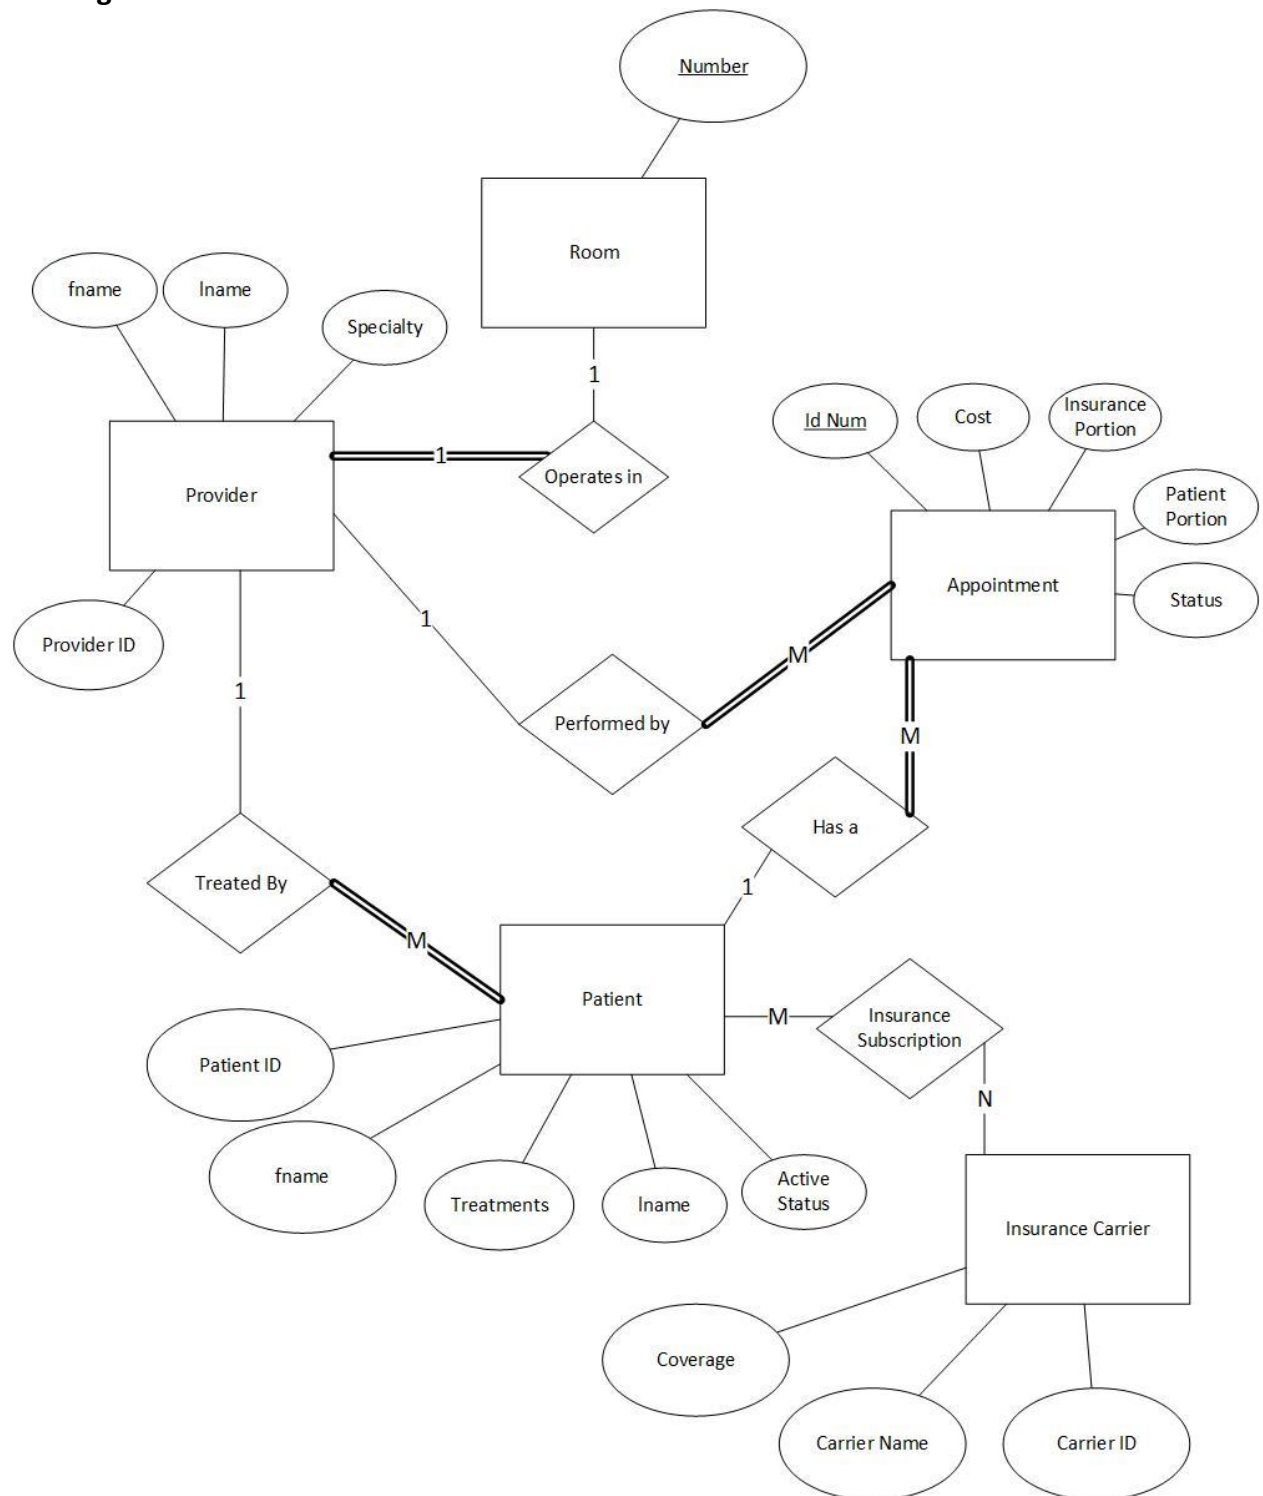 Number
Room
fname
lname
Specialty
1
Id Num
Cost
Insurance
Portion
Provider
1
Operates in
Patient
Portion
Appointment
Status
Provider ID
1
1
M
Performed by
M
Has a
Treated By
1
M
Patient
M
Insurance
Subscription
Patient ID
N
fname
Treatments
lname
Active
Status
Insurance Carrier
Coverage
Carrier Name
Carrier ID